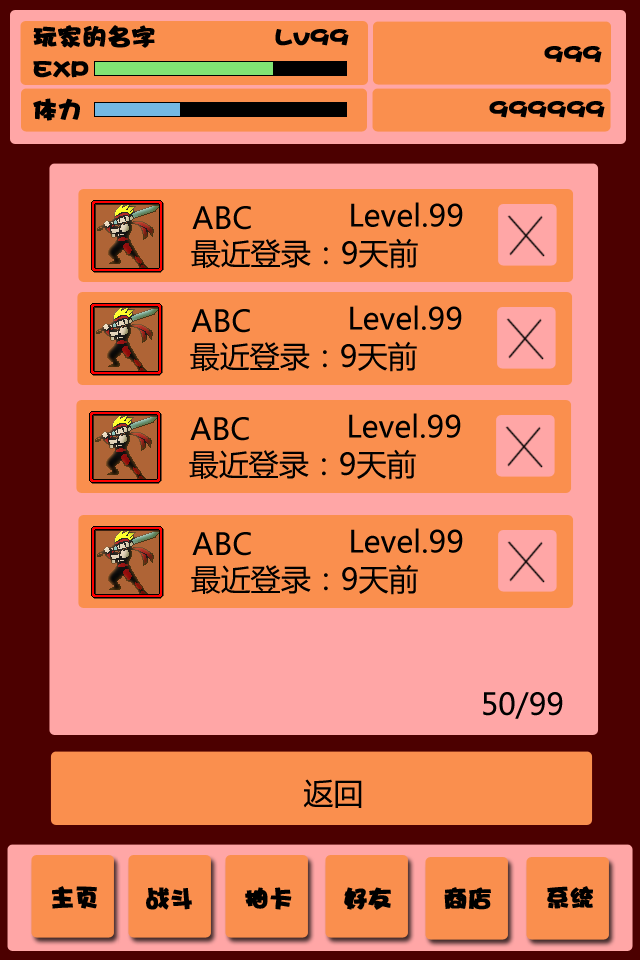 玩家的名字 Lv99
EXP
体力
999
999999
ABC Level.99
最近登录：9天前
ABC Level.99
最近登录：9天前
ABC Level.99
最近登录：9天前
ABC Level.99
最近登录：9天前
50/99
返回
主页 战斗 抽卡 好友 商店 系统